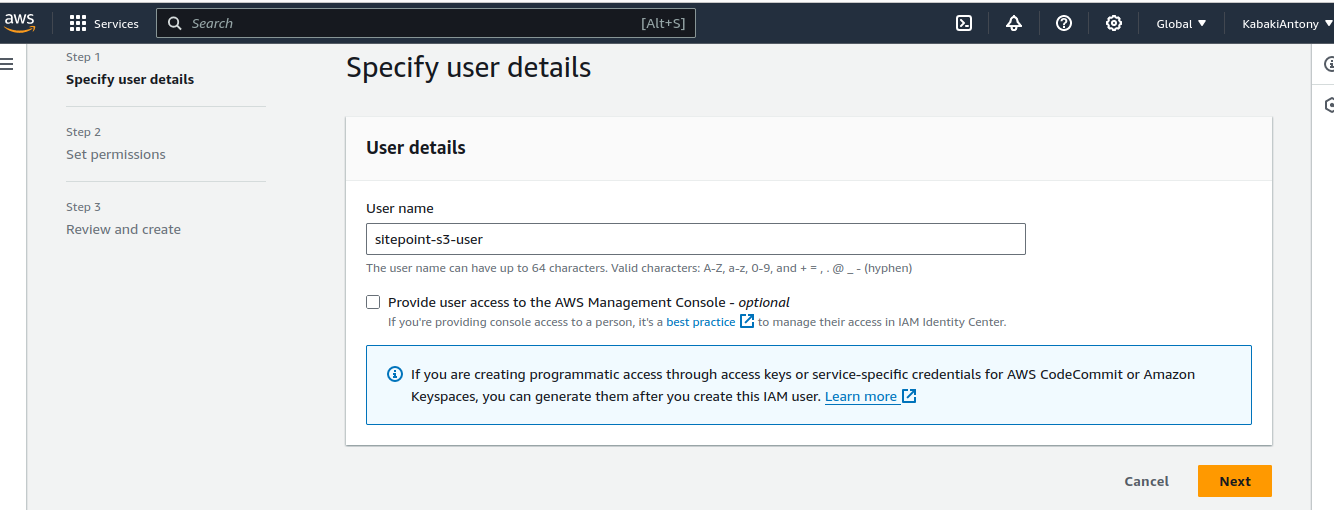 aws
Services
Search
[Alt+S]
Global
KabakiAntony
Step 1
Specify user details
Step 2
Set permissions
Step 3
Review and create
Specify user details
User details
User name
sitepoint-s3-user
The user name can have up to 64 characters. Valid characters: A-Z, a-z, 0-9, and + = , . @ _ - (hyphen)
Provide user access to the AWS Management Console - optional
If you're providing console access to a person, it's a best practice to manage their access in IAM Identity Center.
If you are creating programmatic access through access keys or service-specific credentials for AWS CodeCommit or Amazon
Keyspaces, you can generate them after you create this IAM user. Learn more
Cancel
Next